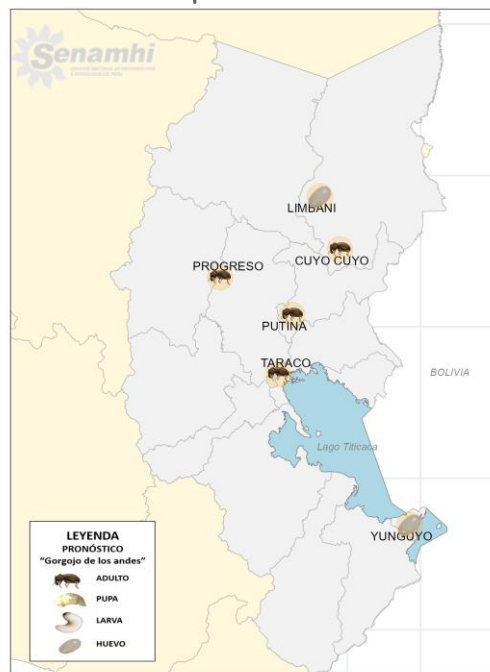 Senamhi
LIMBANI
CUYO CUYO
PROGRESO
PUTINA
TARACO
BOLIVIA
Lago Titicaca
YUNGUYO
LEYENDA
PRONÓSTICO
"Gorgojo de los andes"
ADULTO
PUPA
LARVA
HUEVO